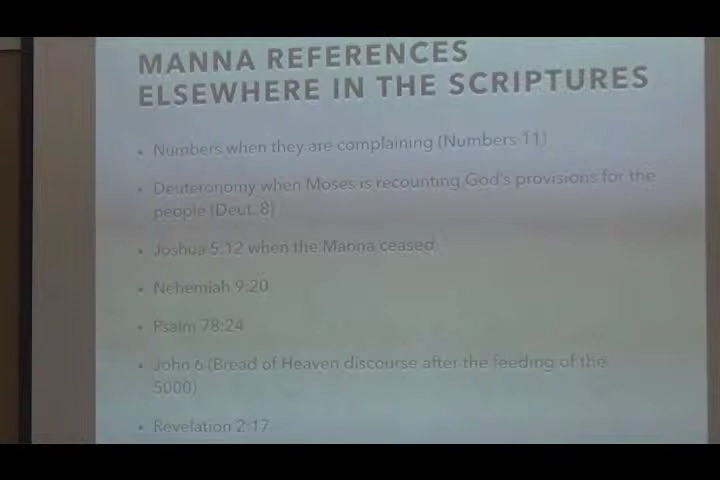 MANNA REFERENCES
ELSEWHERE IN THE SCRIPTURES
• Numbers when they are complaining (Numbers 11)
• Deuteronomy when Moses is recounting God's provisions for the
people (Deut. 8)
• Joshua 5:12 when the Manna ceased
• Nehemiah 9:20
• Psalm 78:24
• John 6 (Bread of Heaven discourse after the feeding of the
5000)
• Revelation 2:17